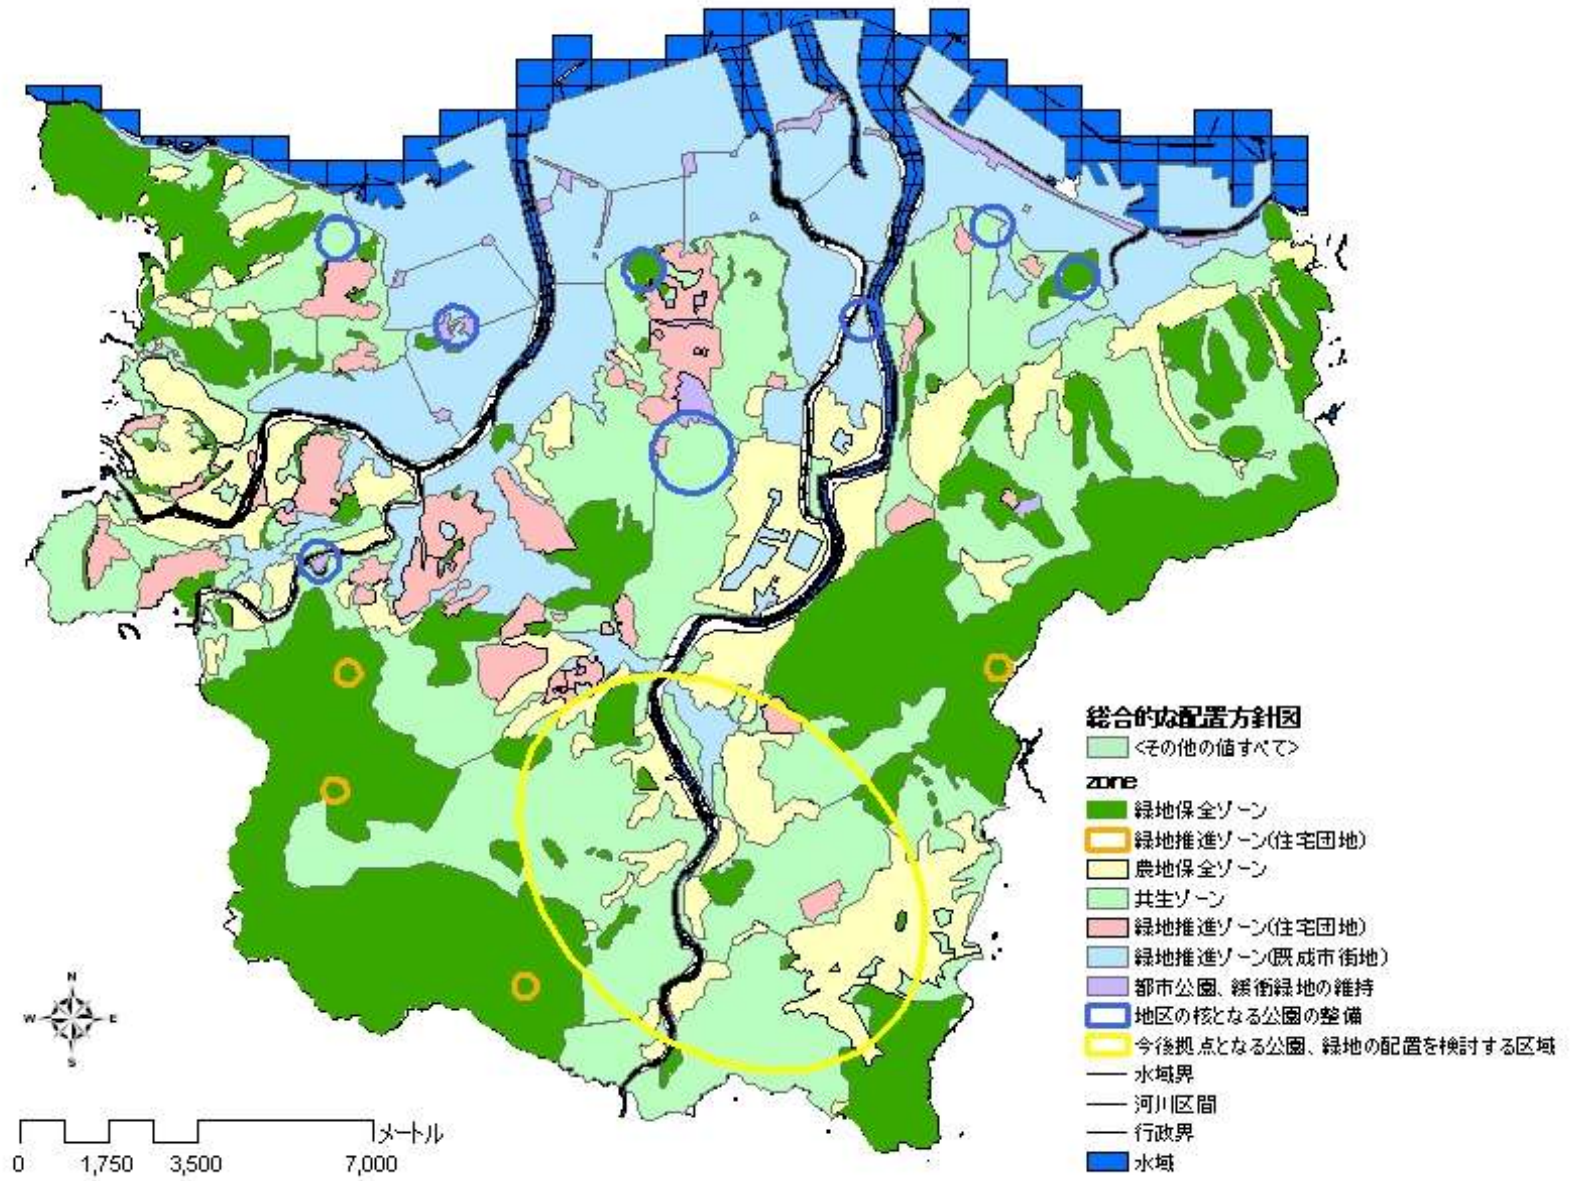 総合的な配置方針図
<その他の値すべて>
zone
緑地保全ゾーン
緑地推進ゾーン(住宅団地)
農地保全ゾーン
共生ゾーン
緑地推進ゾーン(住宅団地)
緑地推進ゾーン(既成市街地)
都市公園、緩衝緑地の維持
地区の核となる公園の整備
今後拠点となる公園、緑地の配置を検討する区域
水域界
河川区間
行政界
水域
N
W E
S
メートル
0 1,750 3,500 7,000